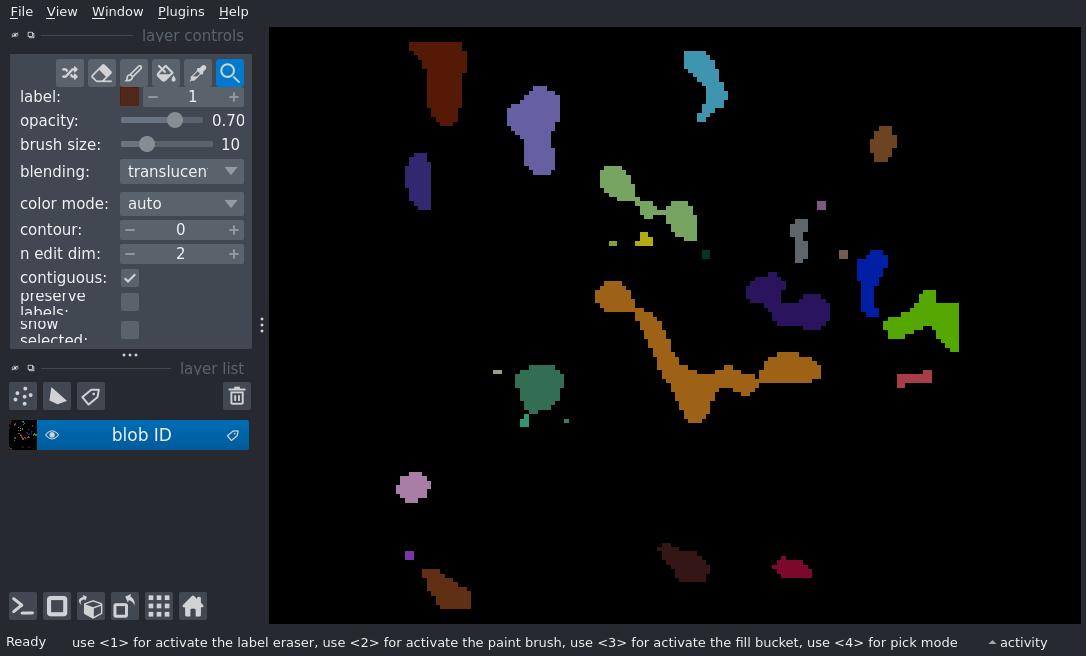 File View Window Plugins Help
layer controls
label: 1
opacity: 0.70
brush size: 10
blending: translucen
color mode: auto
contour: 0
n edit dim: 2
contiguous:
preserve
labels:
show
selected:
layer list
blob ID
Ready use <1> for activate the label eraser, use <2> for activate the paint brush, use <3> for activate the fill bucket, use <4> for pick mode activity